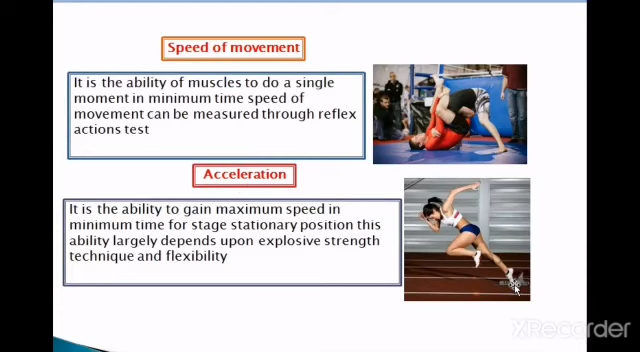 Speed of movement
It is the ability of muscles to do a single
moment in minimum time speed of
movement can be measured through reflex
actions test
Acceleration
It is the ability to gain maximum speed in
minimum time for stage stationary position this
ability largely depends upon explosive strength
technique and flexibility
XRecorder